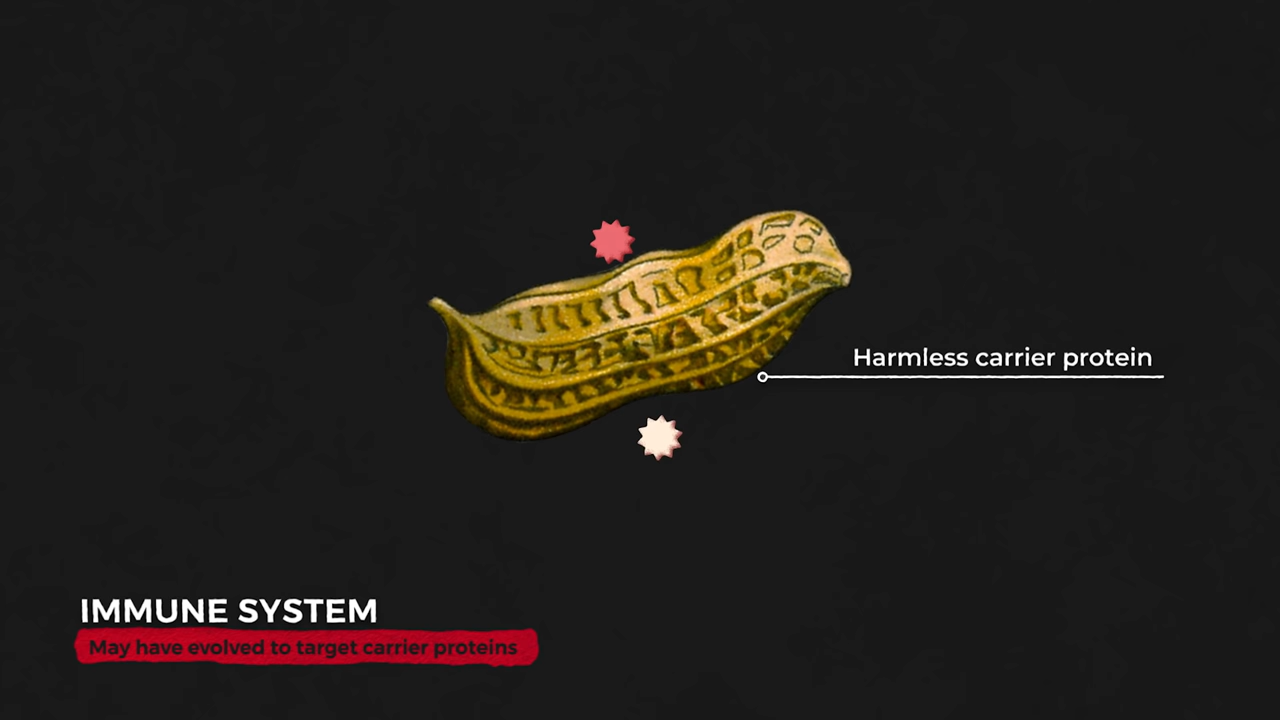 Harmless carrier protein
IMMUNE SYSTEM
May have evolved to target carrier proteins